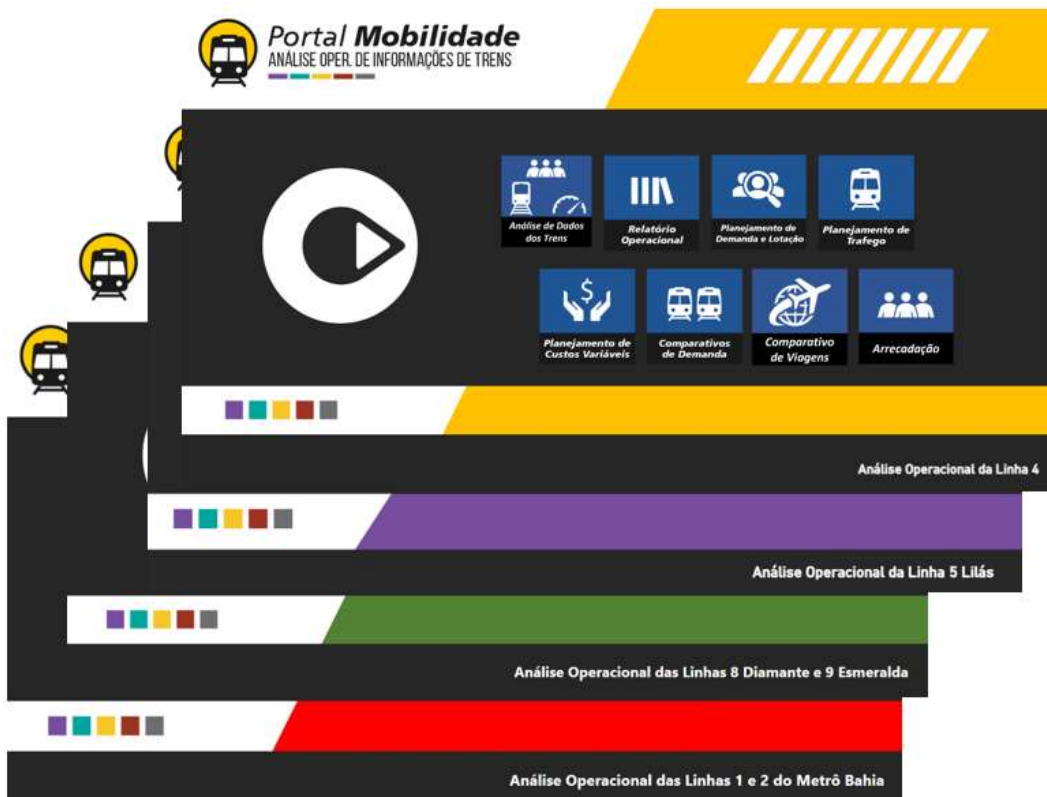 Portal Mobilidade
ANÁLISE OPER. DE INFORMAÇÕES DE TRENS
Análise de Dados
dos Trens
Relatório
Operacional
Planejamento de
Demanda e Lotação
Planejamento de
Trafego
Planejamento de
Custos Variáveis
Comparativos
de Demanda
Comparativo
de Viagens
Arrecadação
Análise Operacional da Linha 4
Análise Operacional da Linha 5 Lilás
Análise Operacional das Linhas 8 Diamante e 9 Esmeralda
Análise Operacional das Linhas 1 e 2 do Metrô Bahia